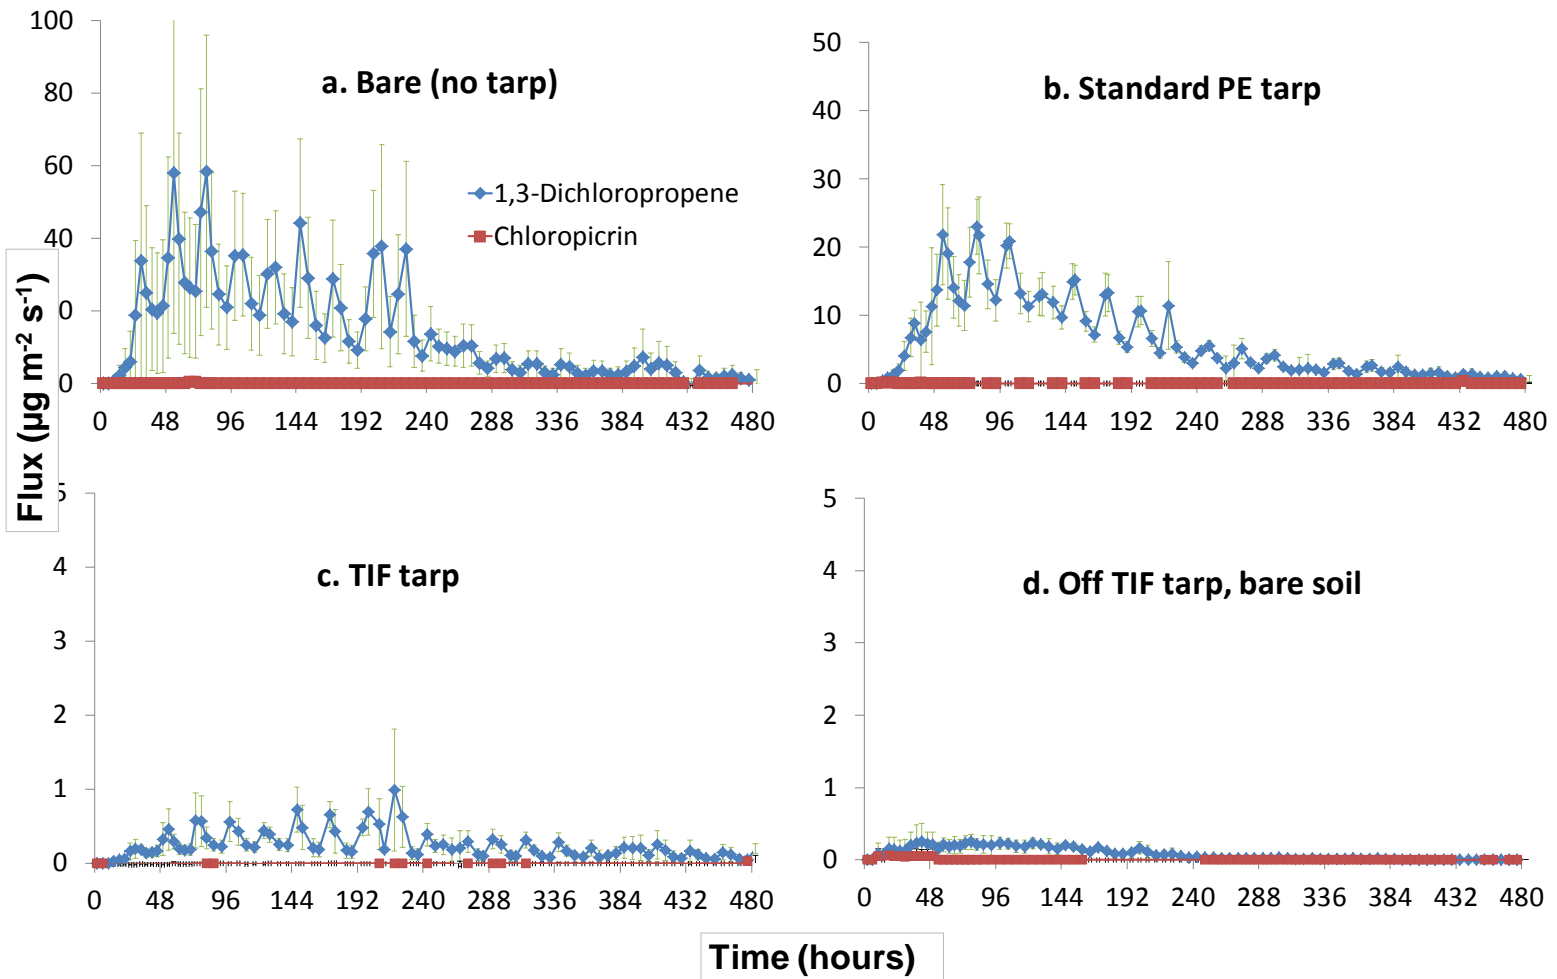 100
80
60
40
0
0
a. Bare (no tarp)
1,3-Dichloropropene
Chloropicrin
0 48 96 144 192 240 288 336 384 432 480
50
40
30
20
10
0
b. Standard PE tarp
0 48 96 144 192 240 288 336 384 432 480
Flux (µg m-2 s-1)
5
4
3
2
1
0
c. TIF tarp
0 48 96 144 192 240 288 336 384 432 480
5
4
3
2
1
0
d. Off TIF tarp, bare soil
0 48 96 144 192 240 288 336 384 432 480
Time (hours)